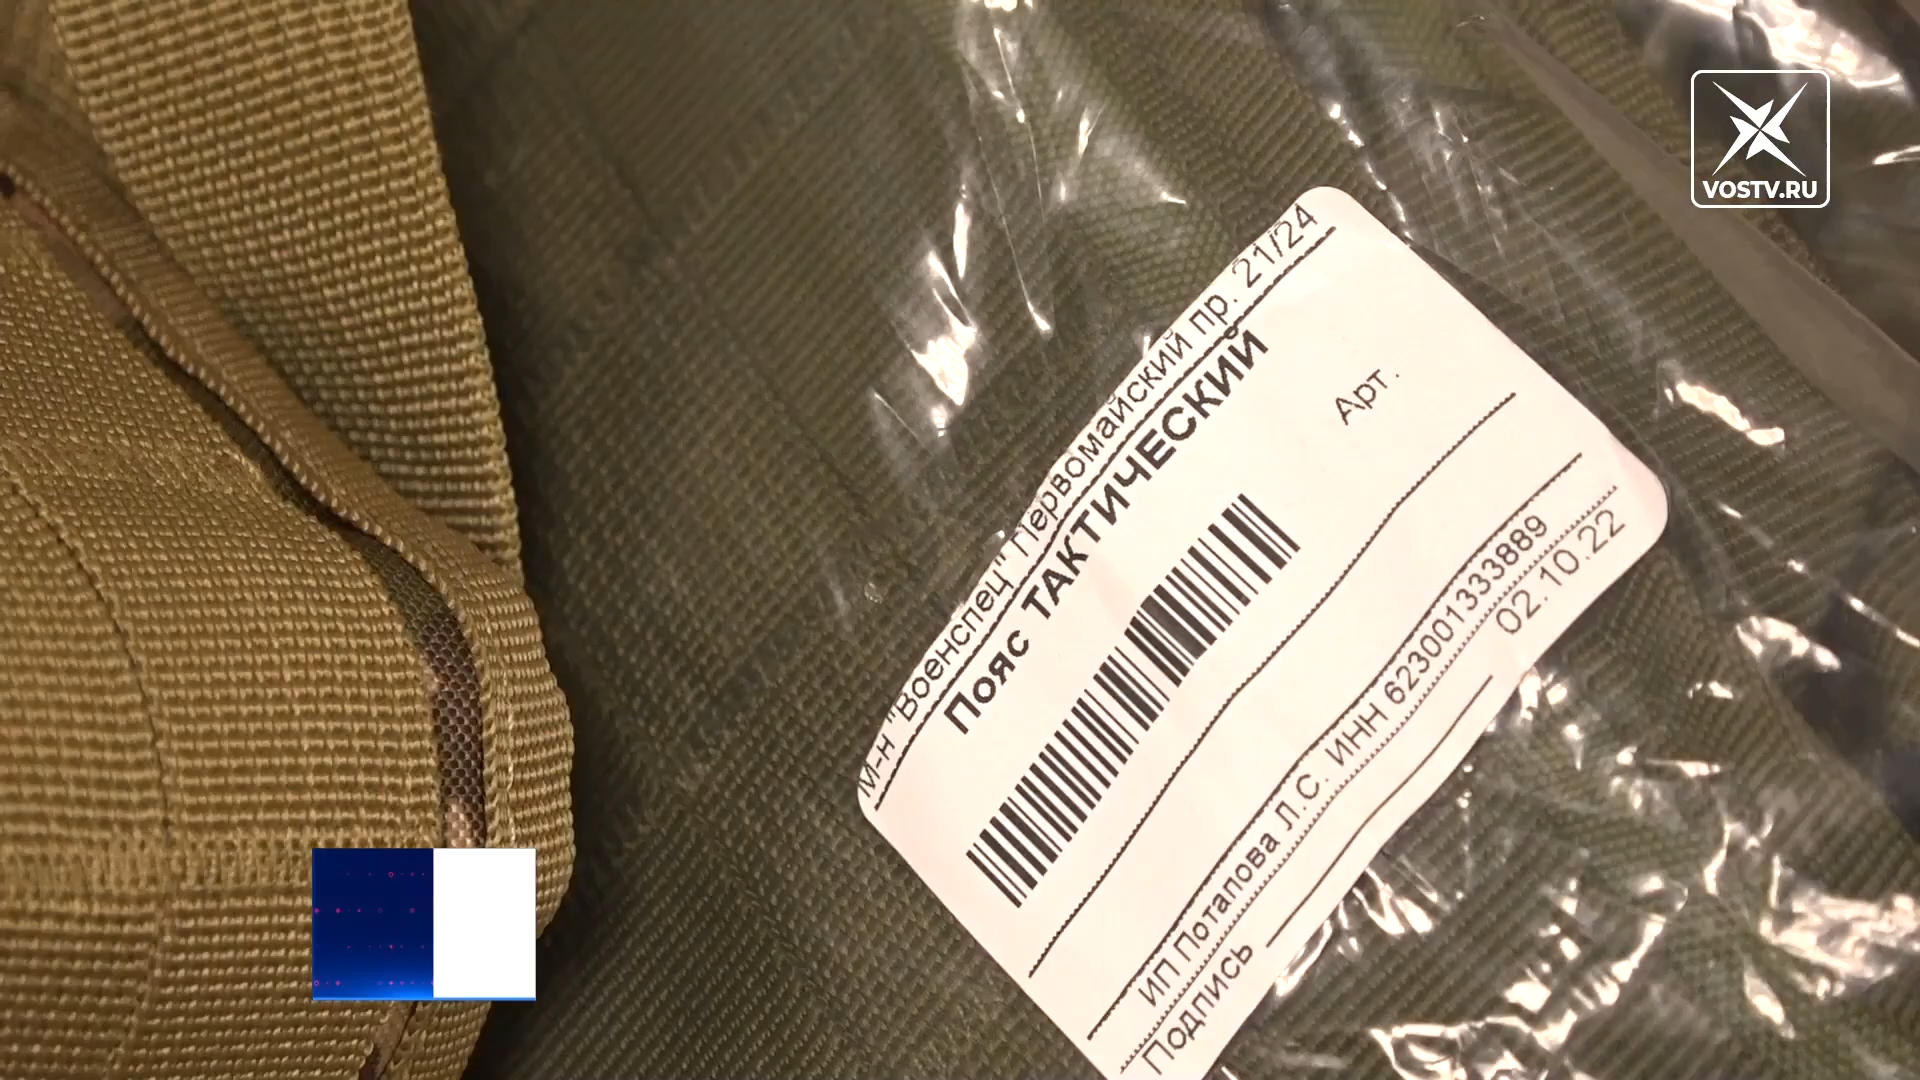 VOSTV.RU
М-н "Военспец" Первомайский пр. 21/24
Пояс ТАКТИЧЕСКИЙ
Арт.
ИП Потапова Л.С. ИНН 623001333889
02.10.22
Подпись